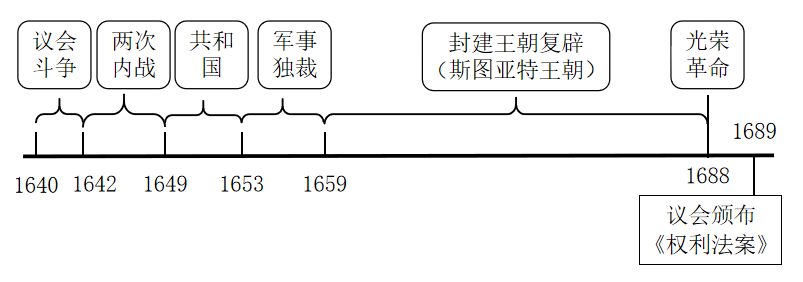 议会
斗争
两次
内战
共和
国
军事
独裁
封建王朝复辟
（斯图亚特王朝）
光荣
革命
1640
1642
1649
1653
1659
1688
1689
议会颁布
《权利法案》